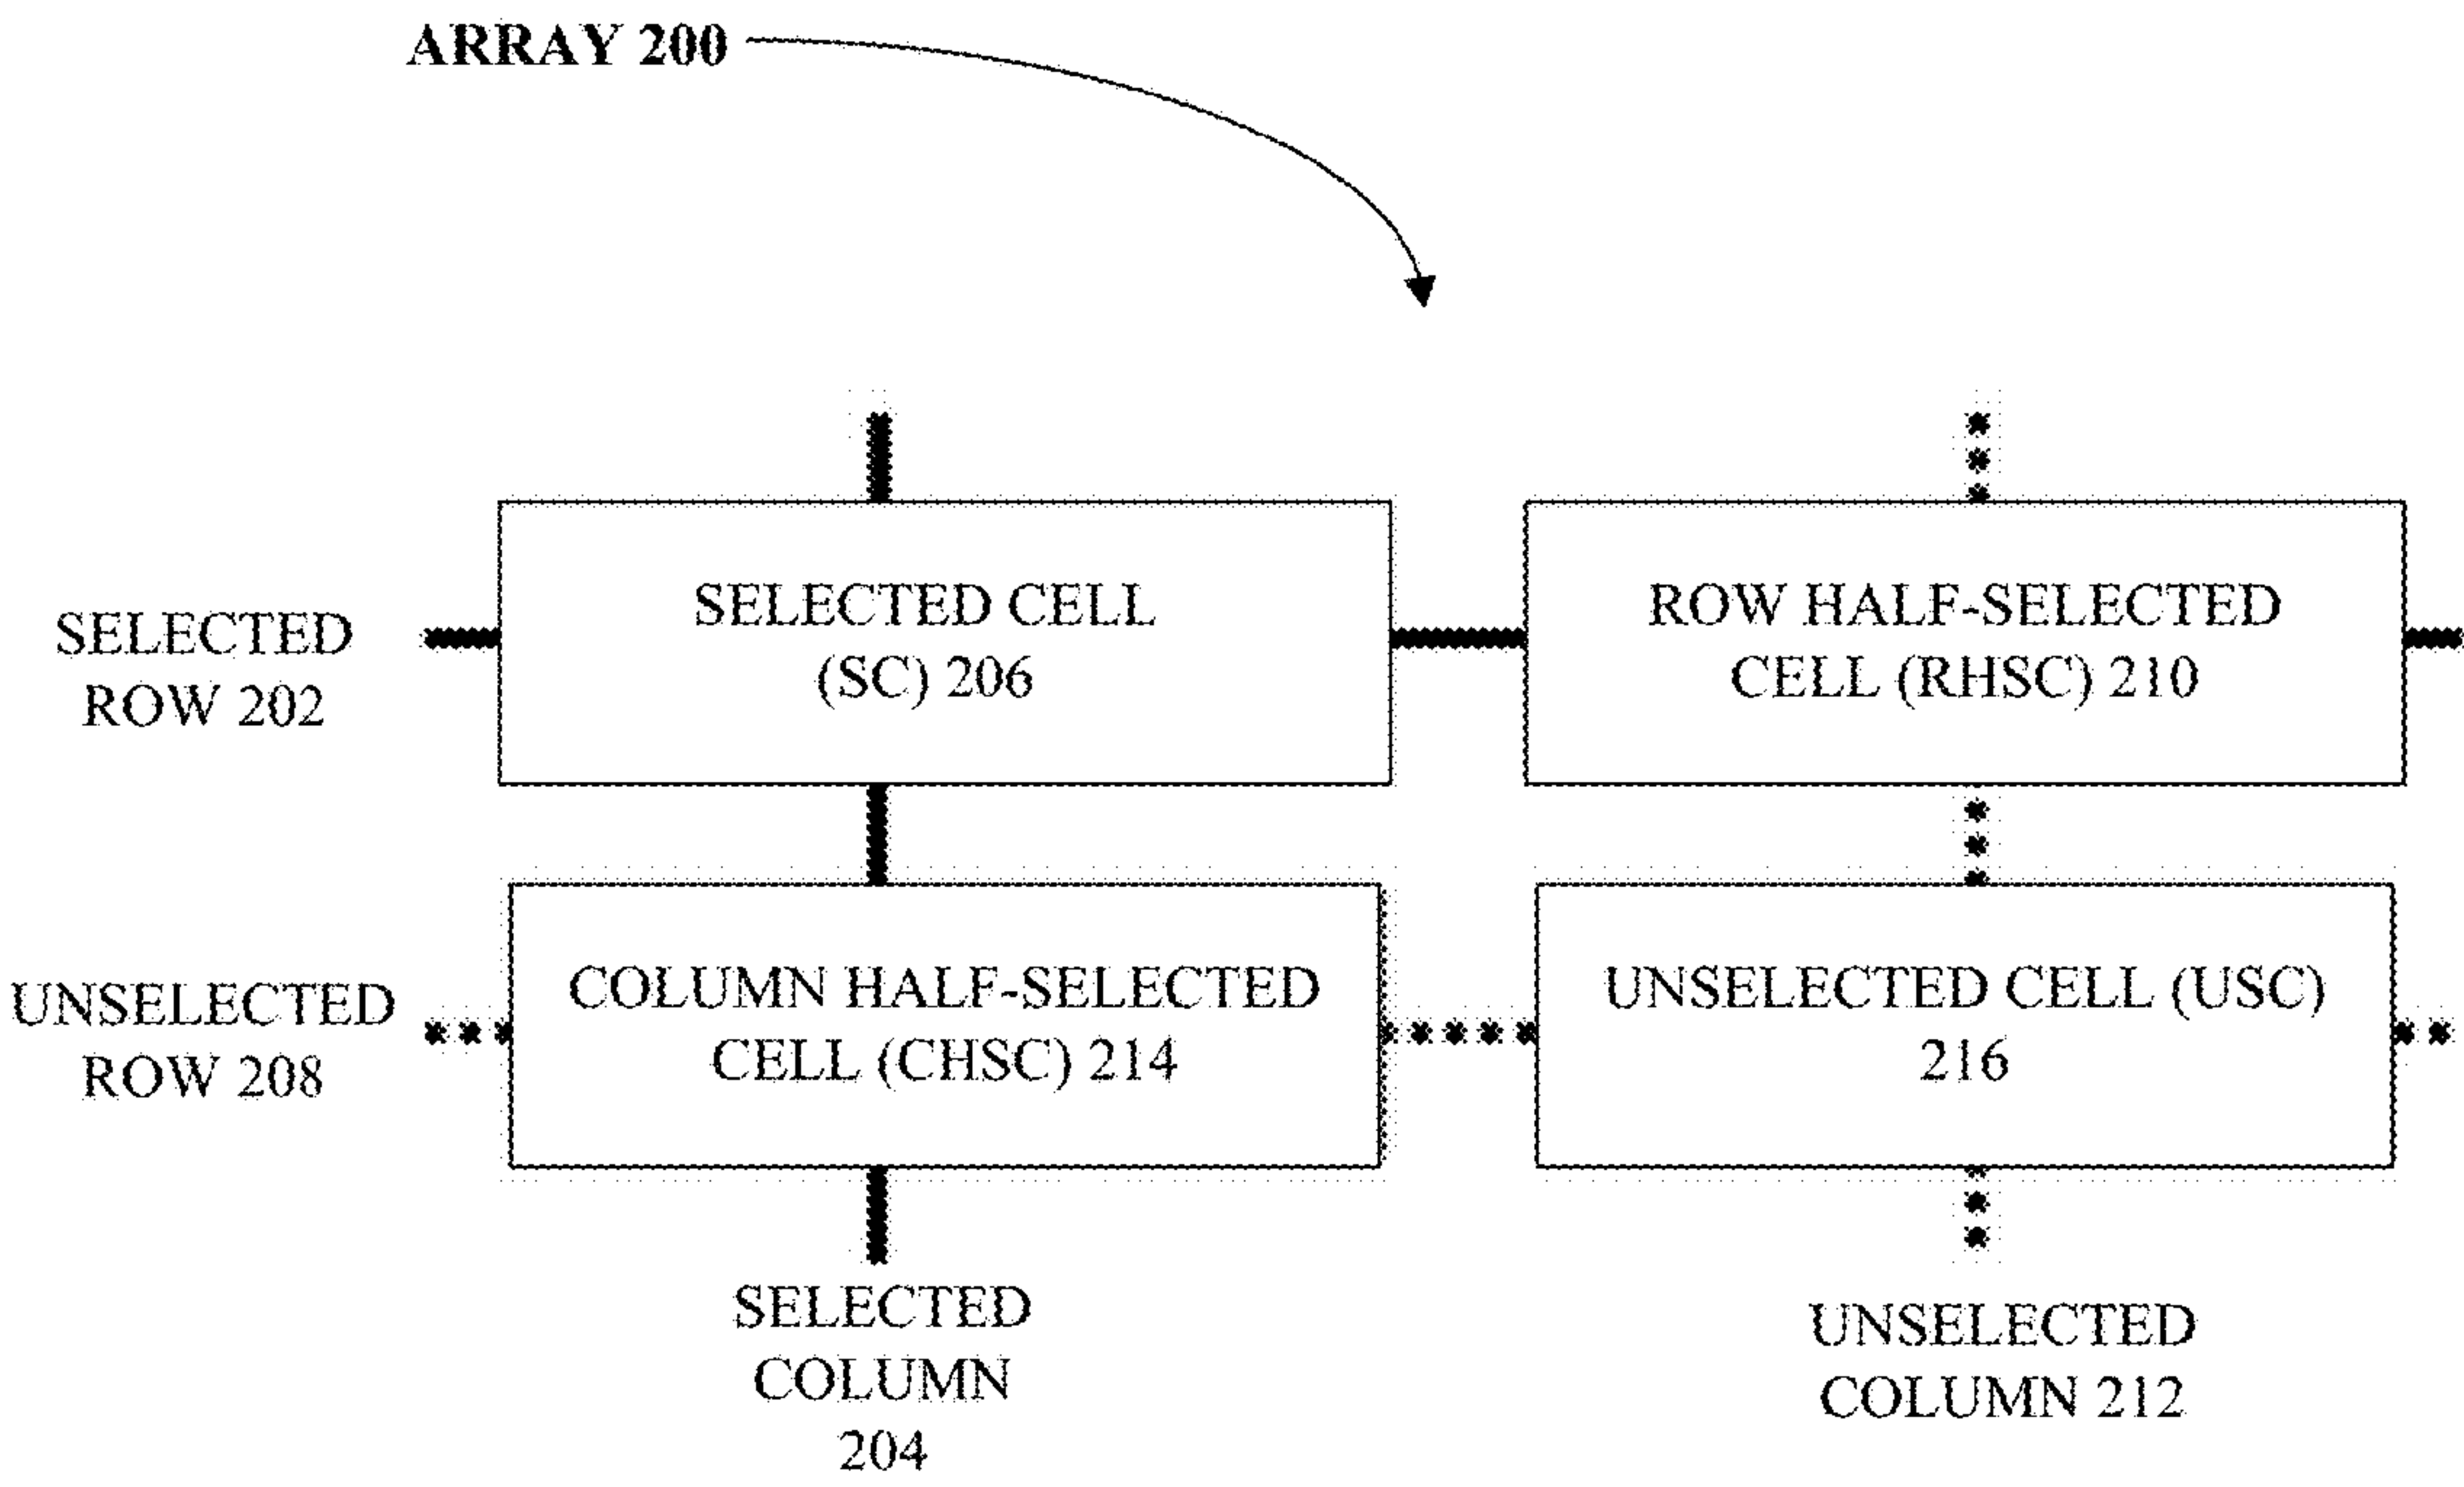 ARRAY 200
SELECTED CELL
(SC) 206
ROW HALF-SELECTED
CELL (RHSC) 210
SELECTED
ROW 202
COLUMN HALF-SELECTED
CELL (CHSC) 214
UNSELECTED CELL (USC)
216
UNSELECTED
ROW 208
SELECTED
COLUMN
204
UNSELECTED
COLUMN 212